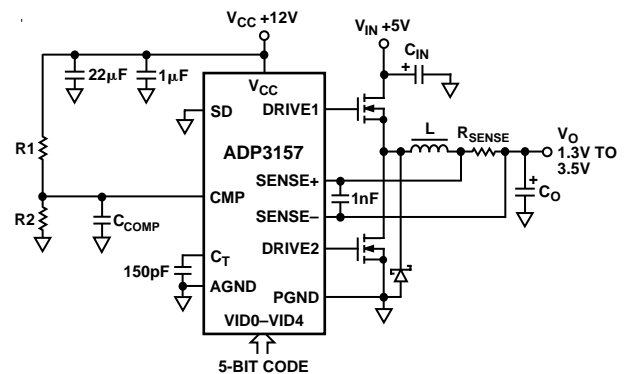 VCC +12V
VIN +5V
22µF
1µF
CIN
+
VCC
SD
DRIVE1
R1
ADP3157
L
RSENSE
VO
1.3V TO
3.5V
SENSE+
1nF
CMP
SENSE–
+
CO
R2
CCOMP
DRIVE2
CT
150pF
AGND
PGND
VID0–VID4
5-BIT CODE